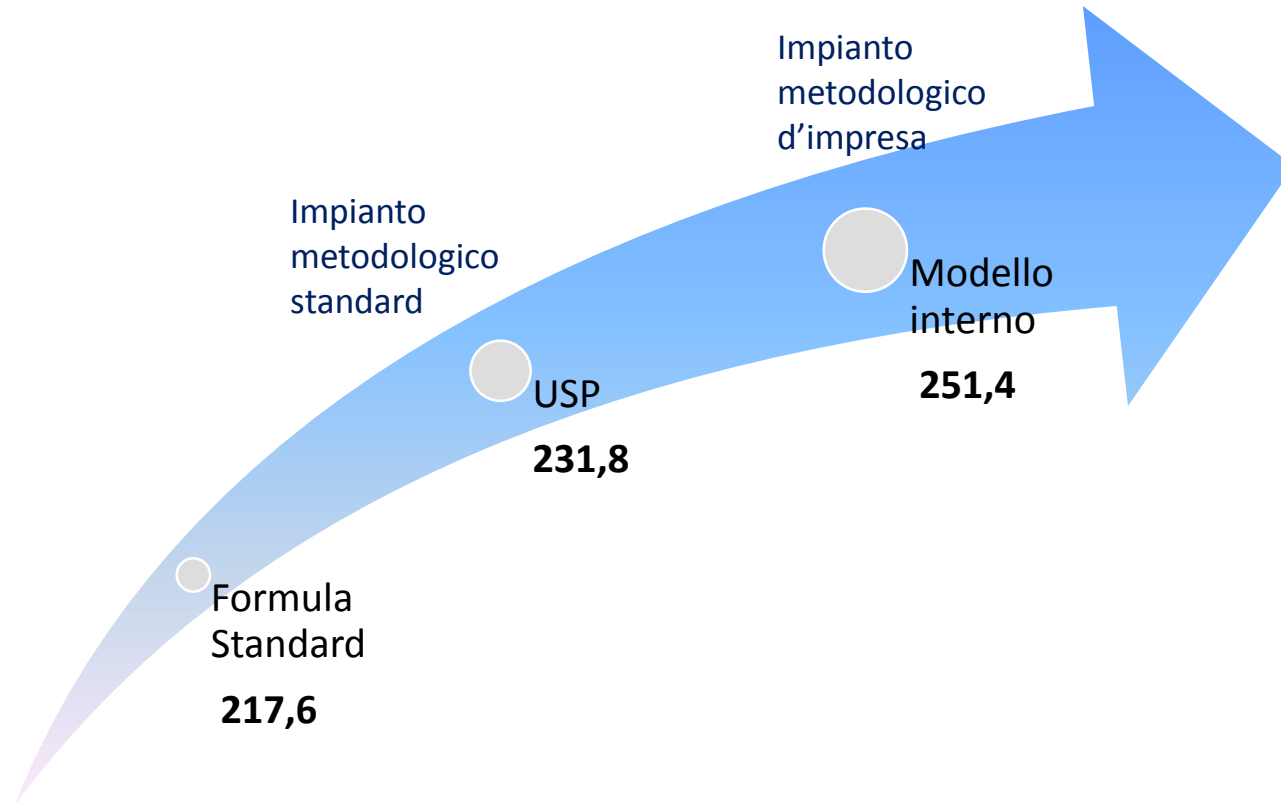 Impianto
metodologico
d’impresa
Impianto
metodologico
standard
Modello
interno
251,4
USP
231,8
Formula
Standard
217,6